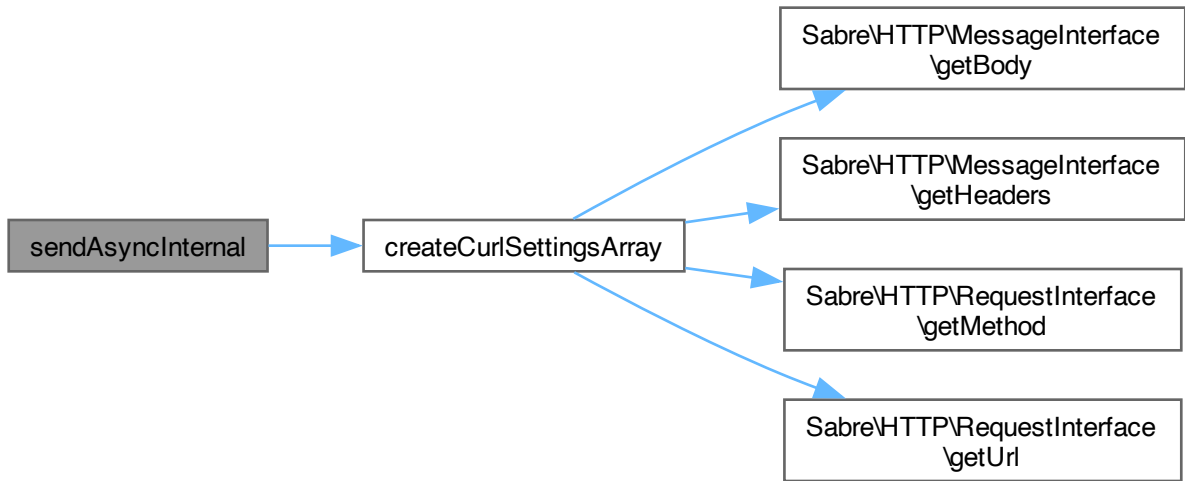 Sabre\HTTP\MessageInterface
\getBody
Sabre\HTTP\MessageInterface
\getHeaders
sendAsyncInternal
createCurlSettingsArray
Sabre\HTTP\RequestInterface
\getMethod
Sabre\HTTP\RequestInterface
\getUrl